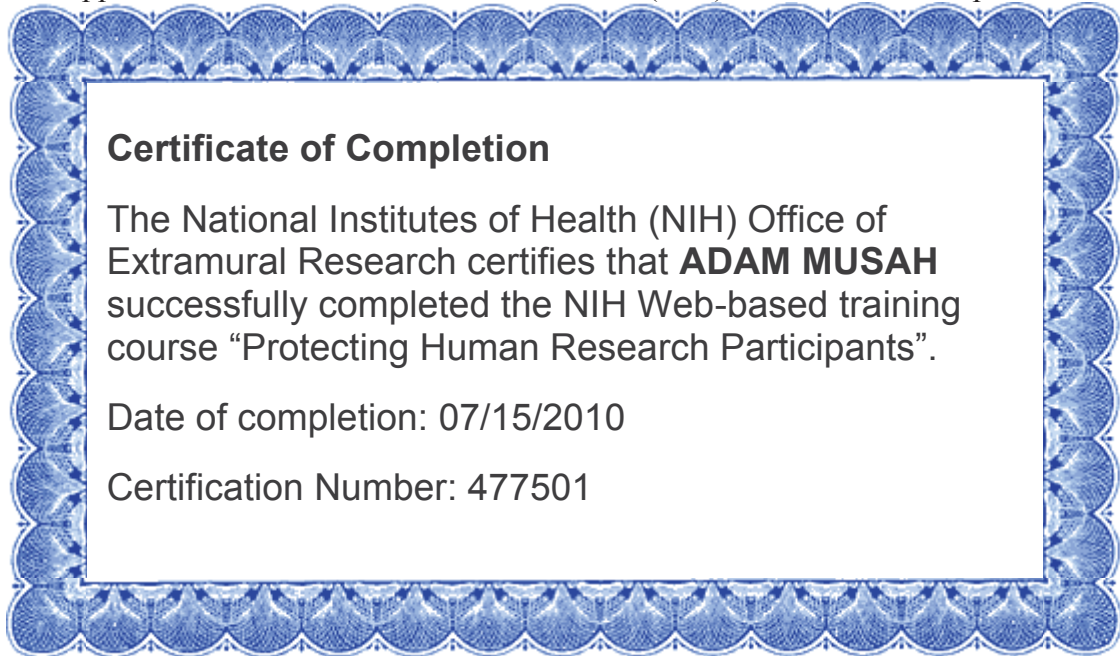 Certificate of Completion
The National Institutes of Health (NIH) Office of
Extramural Research certifies that ADAM MUSAH
successfully completed the NIH Web-based training
course “Protecting Human Research Participants”.
Date of completion: 07/15/2010
Certification Number: 477501